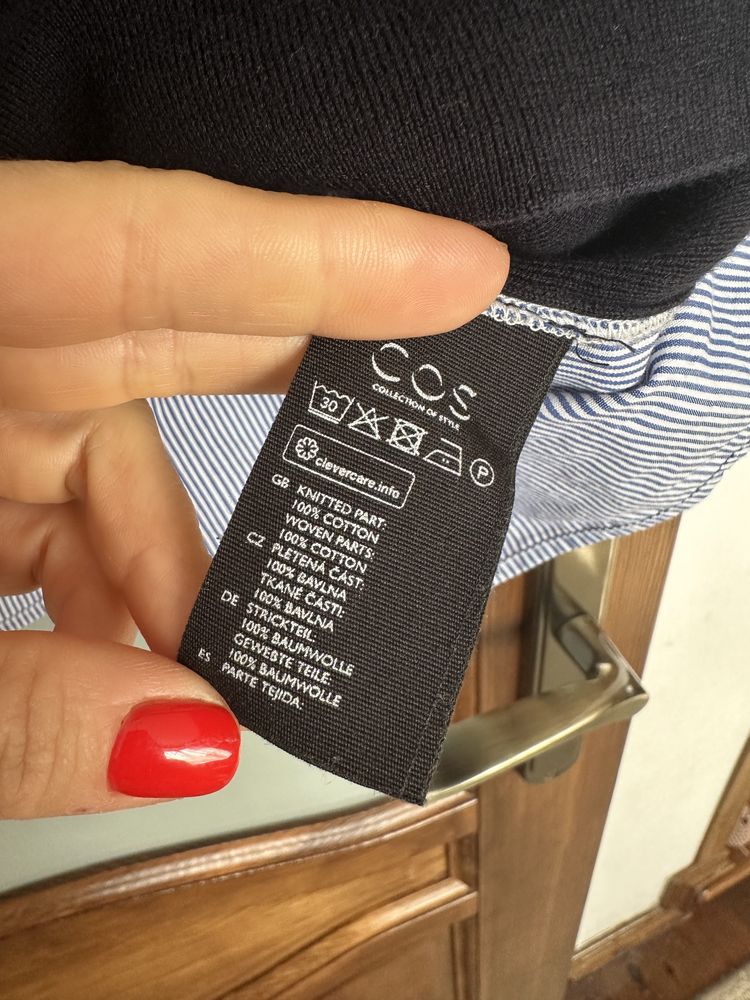 COS
COLLECTION OF STYLE
30 P
clevercare.info
GB KNITTED PART:
100% COTTON
WOVEN PARTS:
100% COTTON
CZ PLETENÁ ČÁST:
100% BAVLNA
TKANÉ ČÁSTI:
100% BAVLNA
DE STRICKTEIL:
100% BAUMWOLLE
GEWEBTE TEILE:
100% BAUMWOLLE
ES PARTE TEJIDA: